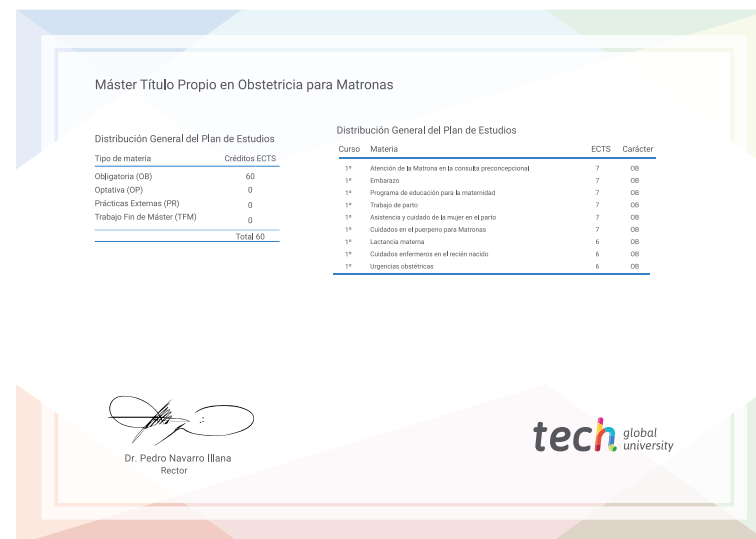 Máster Título Propio en Obstetricia para Matronas
Distribución General del Plan de Estudios
Tipo de materia Créditos ECTS
Obligatoria (OB) 60
Optativa (OP) 0
Prácticas Externas (PR) 0
Trabajo Fin de Máster (TFM) 0
Total 60
Distribución General del Plan de Estudios
Curso Materia ECTS Carácter
1º Atención de la Matrona en la consulta preconcepcional 7 OB
1º Embarazo 7 OB
1º Programa de educación para la maternidad 7 OB
1º Trabajo de parto 7 OB
1º Asistencia y cuidado de la mujer en el parto 7 OB
1º Cuidados en el puerperio para Matronas 7 OB
1º Lactancia materna 6 OB
1º Cuidados enfermeros en el recién nacido 6 OB
1º Urgencias obstétricas 6 OB
Dr. Pedro Navarro Illana
Rector
tech global university